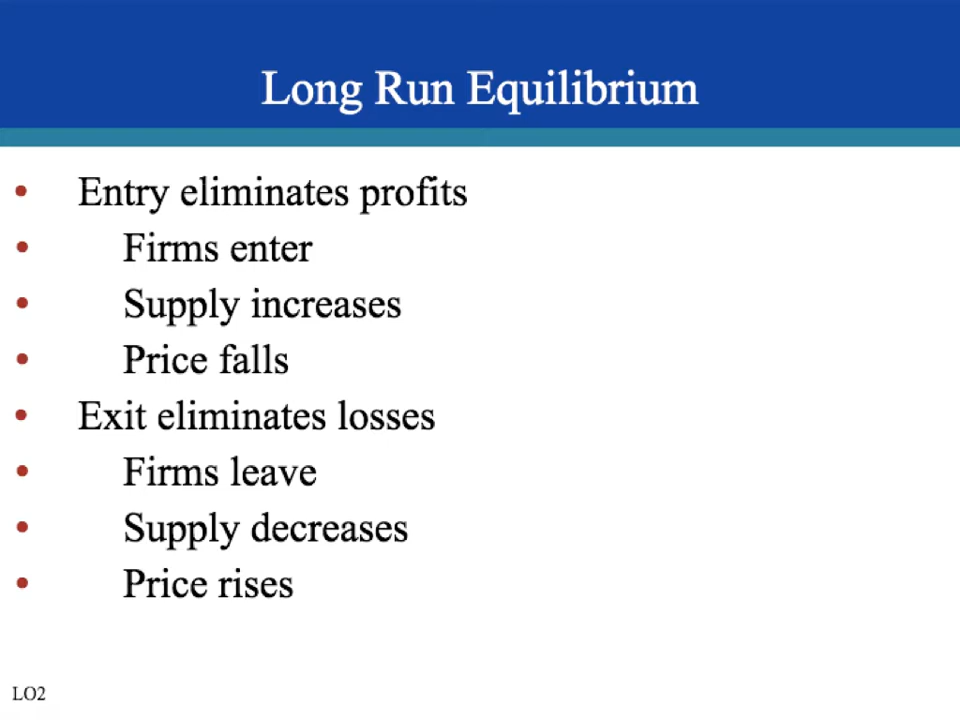 Long Run Equilibrium
• Entry eliminates profits
• Firms enter
• Supply increases
• Price falls
• Exit eliminates losses
• Firms leave
• Supply decreases
• Price rises
LO2